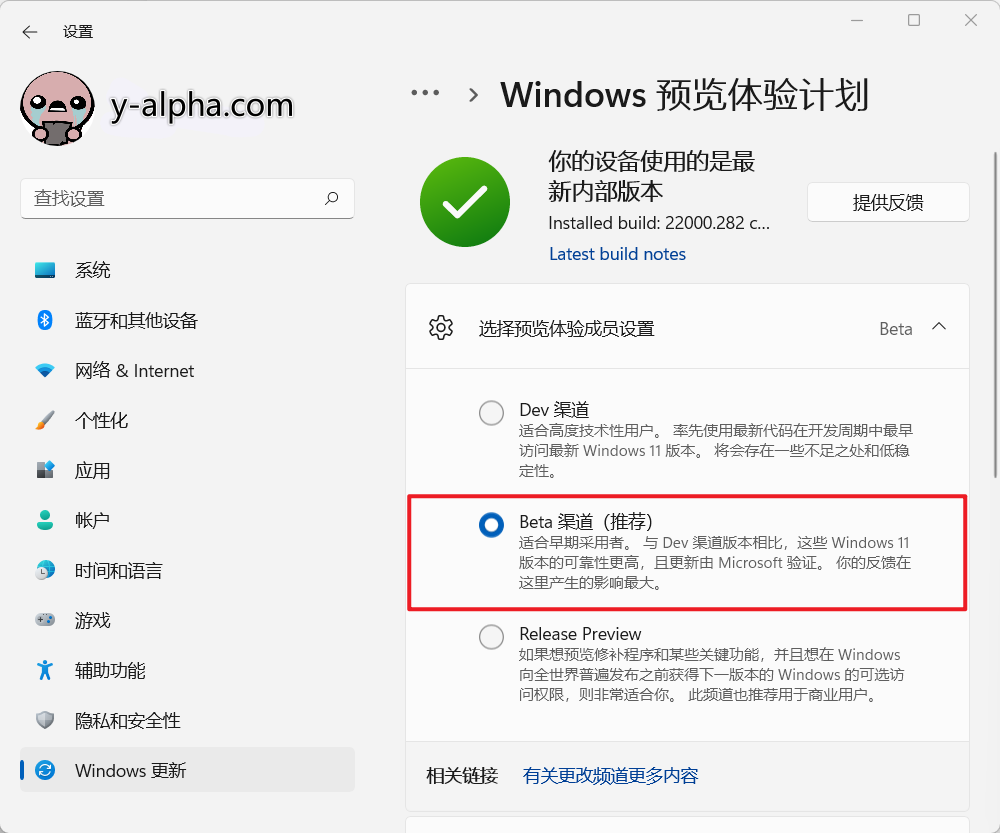 设置
y-alpha.com
查找设置
系统
蓝牙和其他设备
网络 & Internet
个性化
应用
帐户
时间和语言
游戏
辅助功能
隐私和安全性
Windows 更新
··· > Windows 预览体验计划
你的设备使用的是最
新内部版本
Installed build: 22000.282 c...
Latest build notes
提供反馈
选择预览体验成员设置
Beta
Dev 渠道
适合高度技术性用户。 率先使用最新代码在开发周期中最早
访问最新 Windows 11 版本。 将会存在一些不足之处和低稳
定性。
Beta 渠道（推荐）
适合早期采用者。 与 Dev 渠道版本相比，这些 Windows 11
版本的可靠性更高，且更新由 Microsoft 验证。 你的反馈在
这里产生的影响最大。
Release Preview
如果想预览修补程序和某些关键功能，并且想在 Windows
向全世界普遍发布之前获得下一版本的 Windows 的可选访
问权限，则非常适合你。 此频道也推荐用于商业用户。
相关链接
有关更改频道更多内容